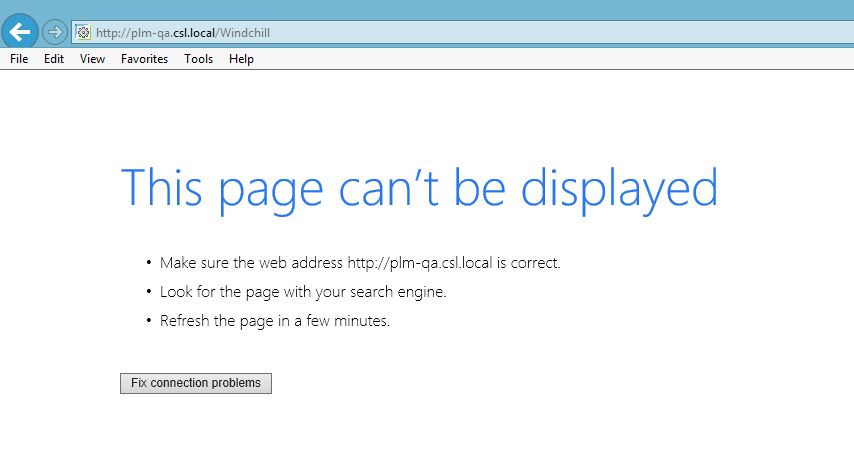 http://plm-qa.csl.local/Windchill
File Edit View Favorites Tools Help
This page can't be displayed
• Make sure the web address http://plm-qa.csl.local is correct.
• Look for the page with your search engine.
• Refresh the page in a few minutes.
Fix connection problems